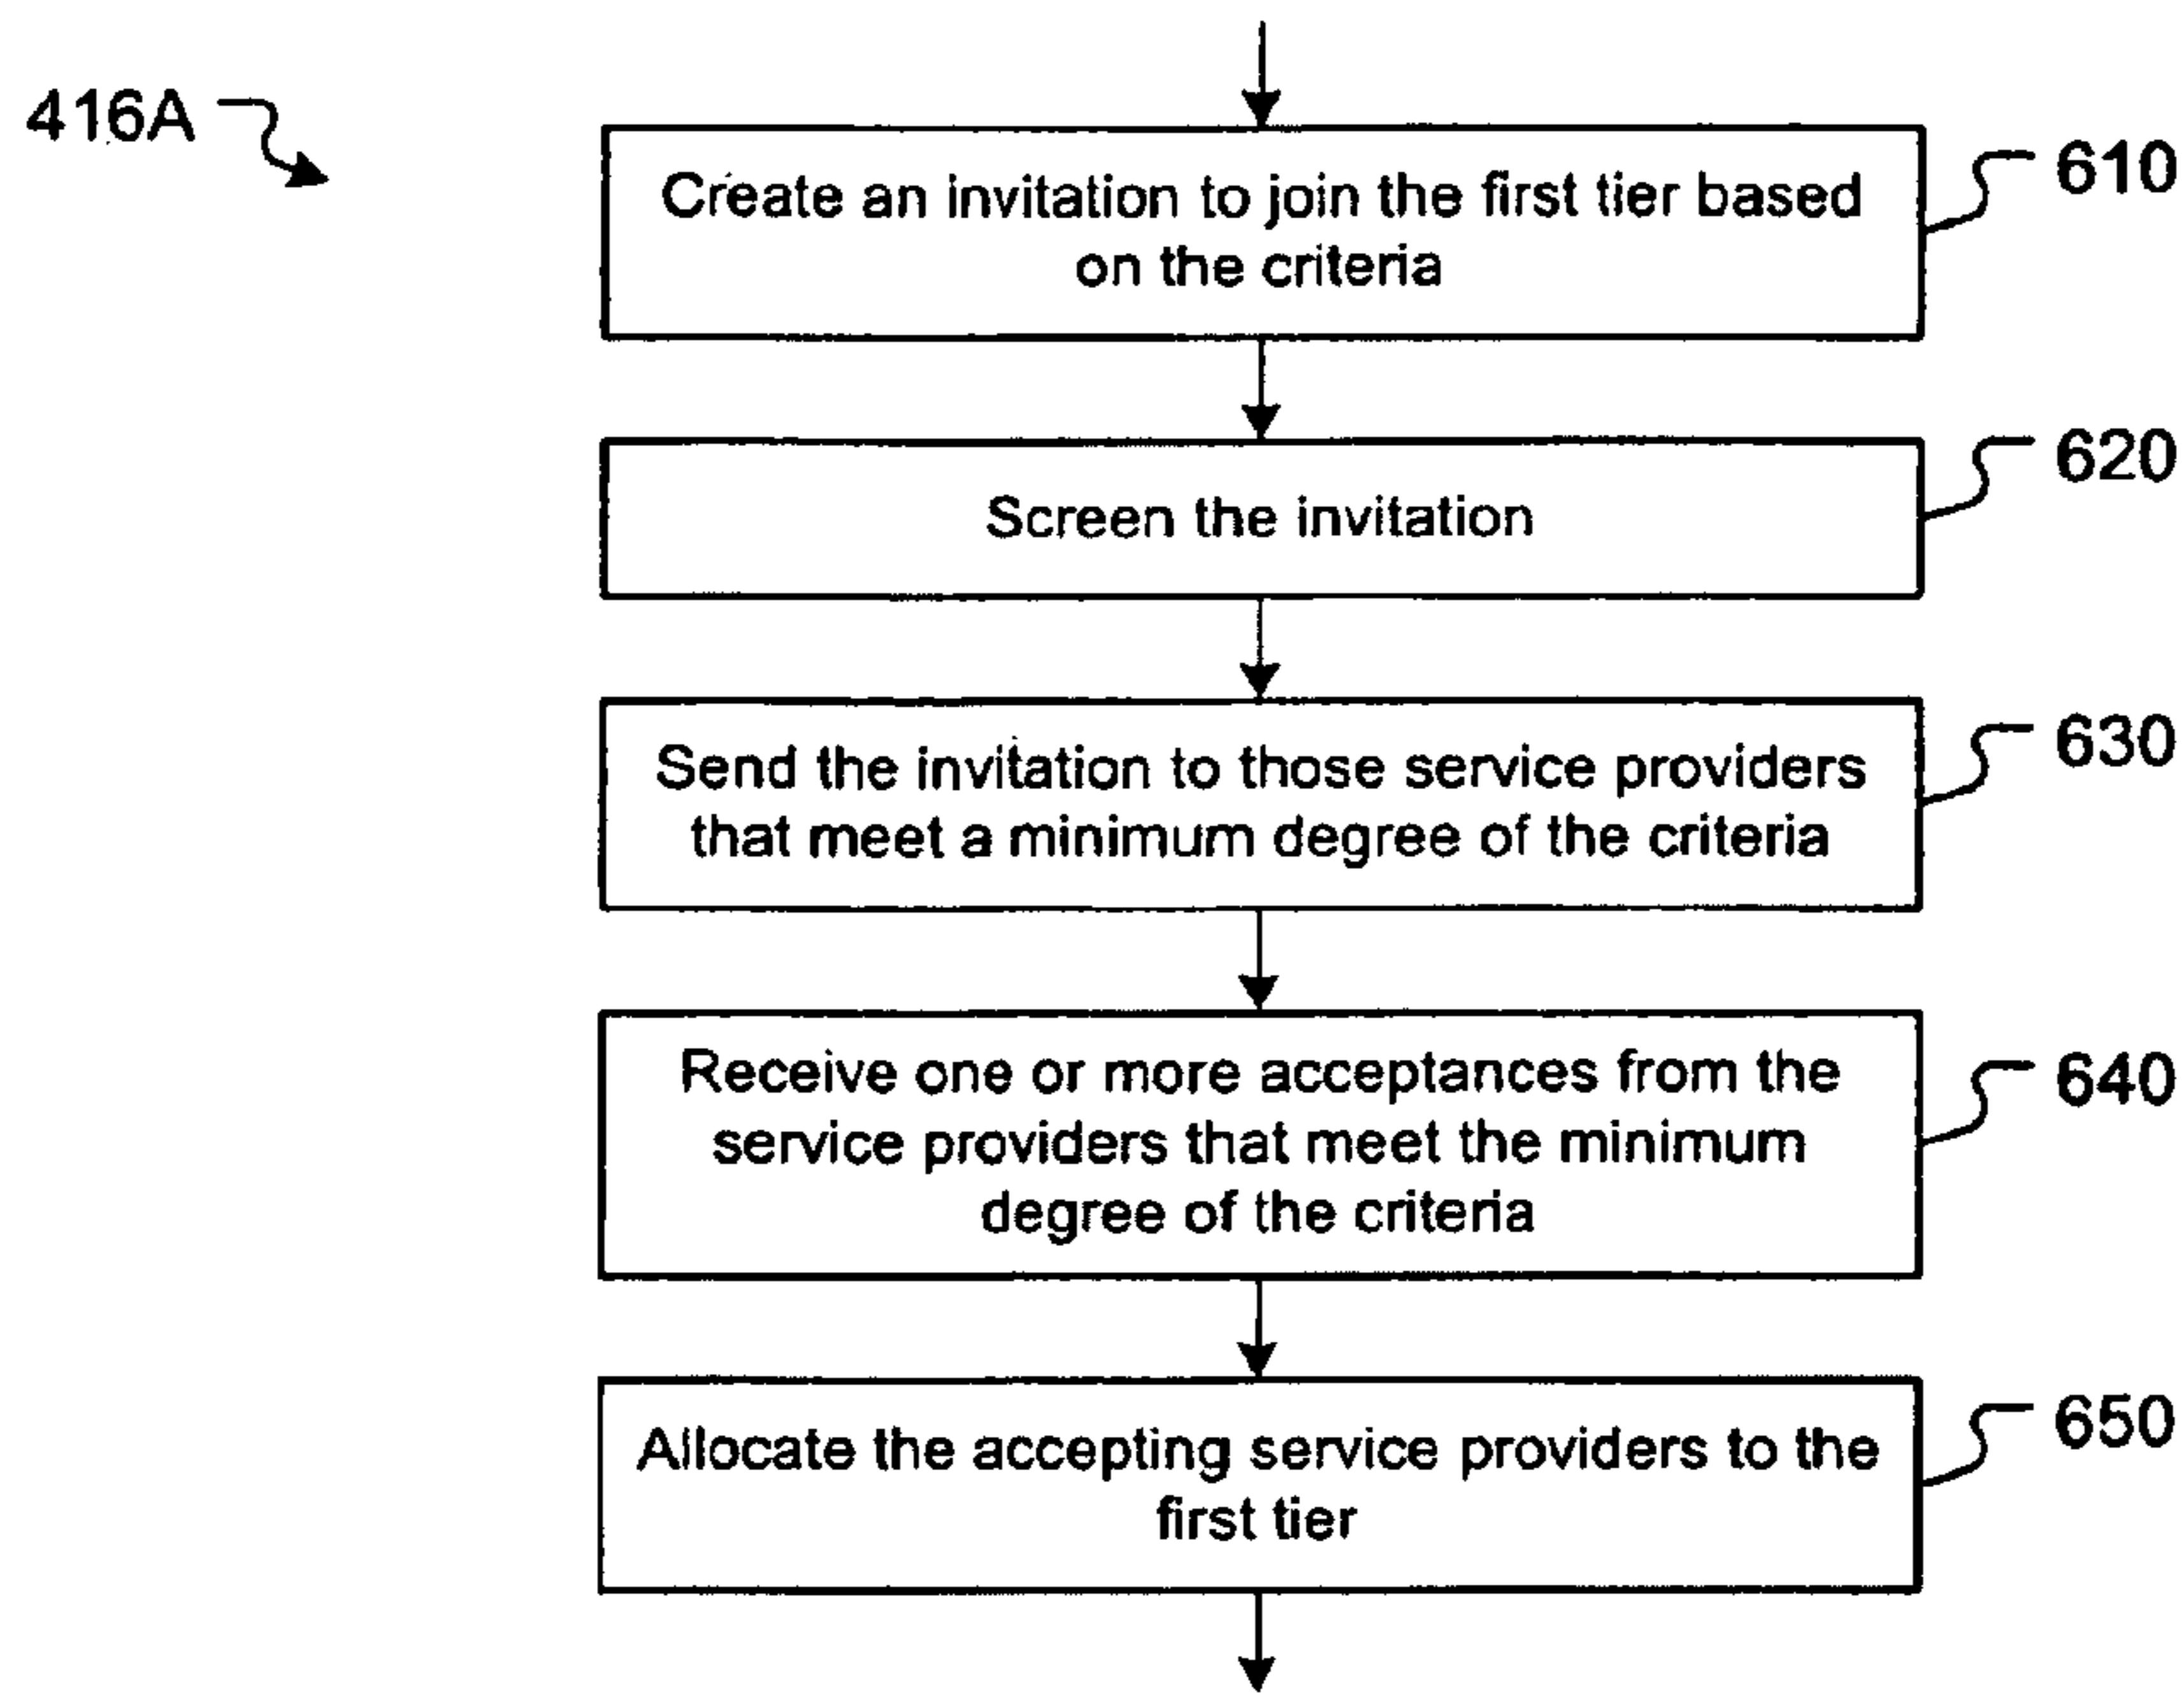 416A
Create an invitation to join the first tier based
on the criteria
610
Screen the invitation
620
Send the invitation to those service providers
that meet a minimum degree of the criteria
630
Receive one or more acceptances from the
service providers that meet the minimum
degree of the criteria
640
Allocate the accepting service providers to the
first tier
650